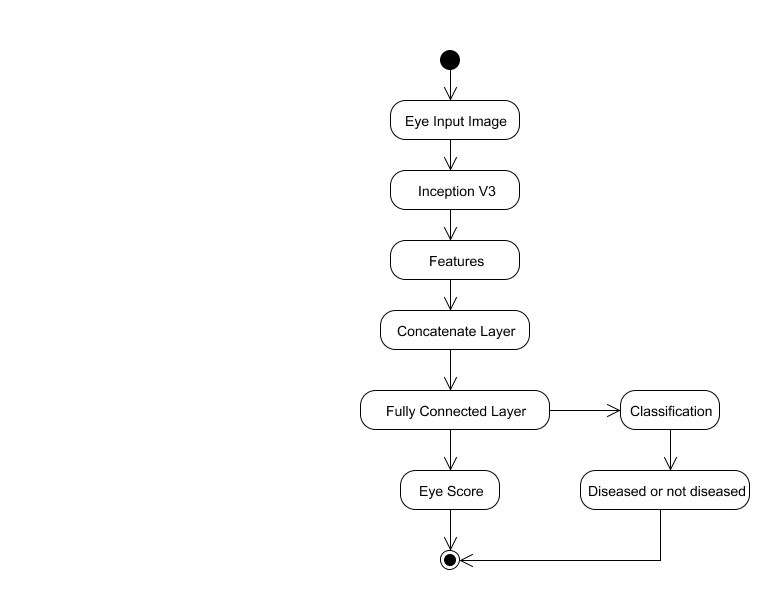 Eye Input Image
Inception V3
Features
Concatenate Layer
Fully Connected Layer
Classification
Eye Score
Diseased or not diseased